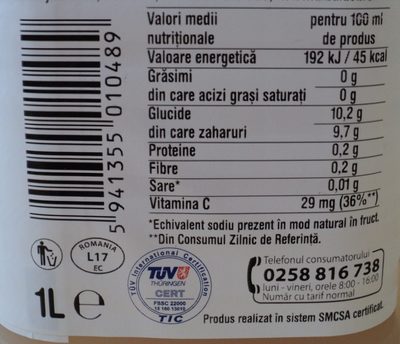 Valori medii pentru 100 ml
nutriționale de produs
Valoare energetică 192 kJ / 45 kcal
Grăsimi 0 g
din care acizi grași saturați 0 g
Glucide 10,2 g
din care zaharuri 9,7 g
Proteine 0,2 g
Fibre 0,2 g
Sare* 0,01 g
Vitamina C 29 mg (36%**)
*Echivalent sodiu prezent în mod natural în fruct.
**Din Consumul Zilnic de Referință.
5 941355 010489
ROMANIA
L17
EC
1L e
TÜV International Certification
TÜV
THÜRINGEN
CERT
FSSC 22000
TIC
Telefonul consumatorului
0258 816 738
luni - vineri, orele 8:00 - 16:00
Număr cu tarif normal
Produs realizat în sistem SMCSA certificat.